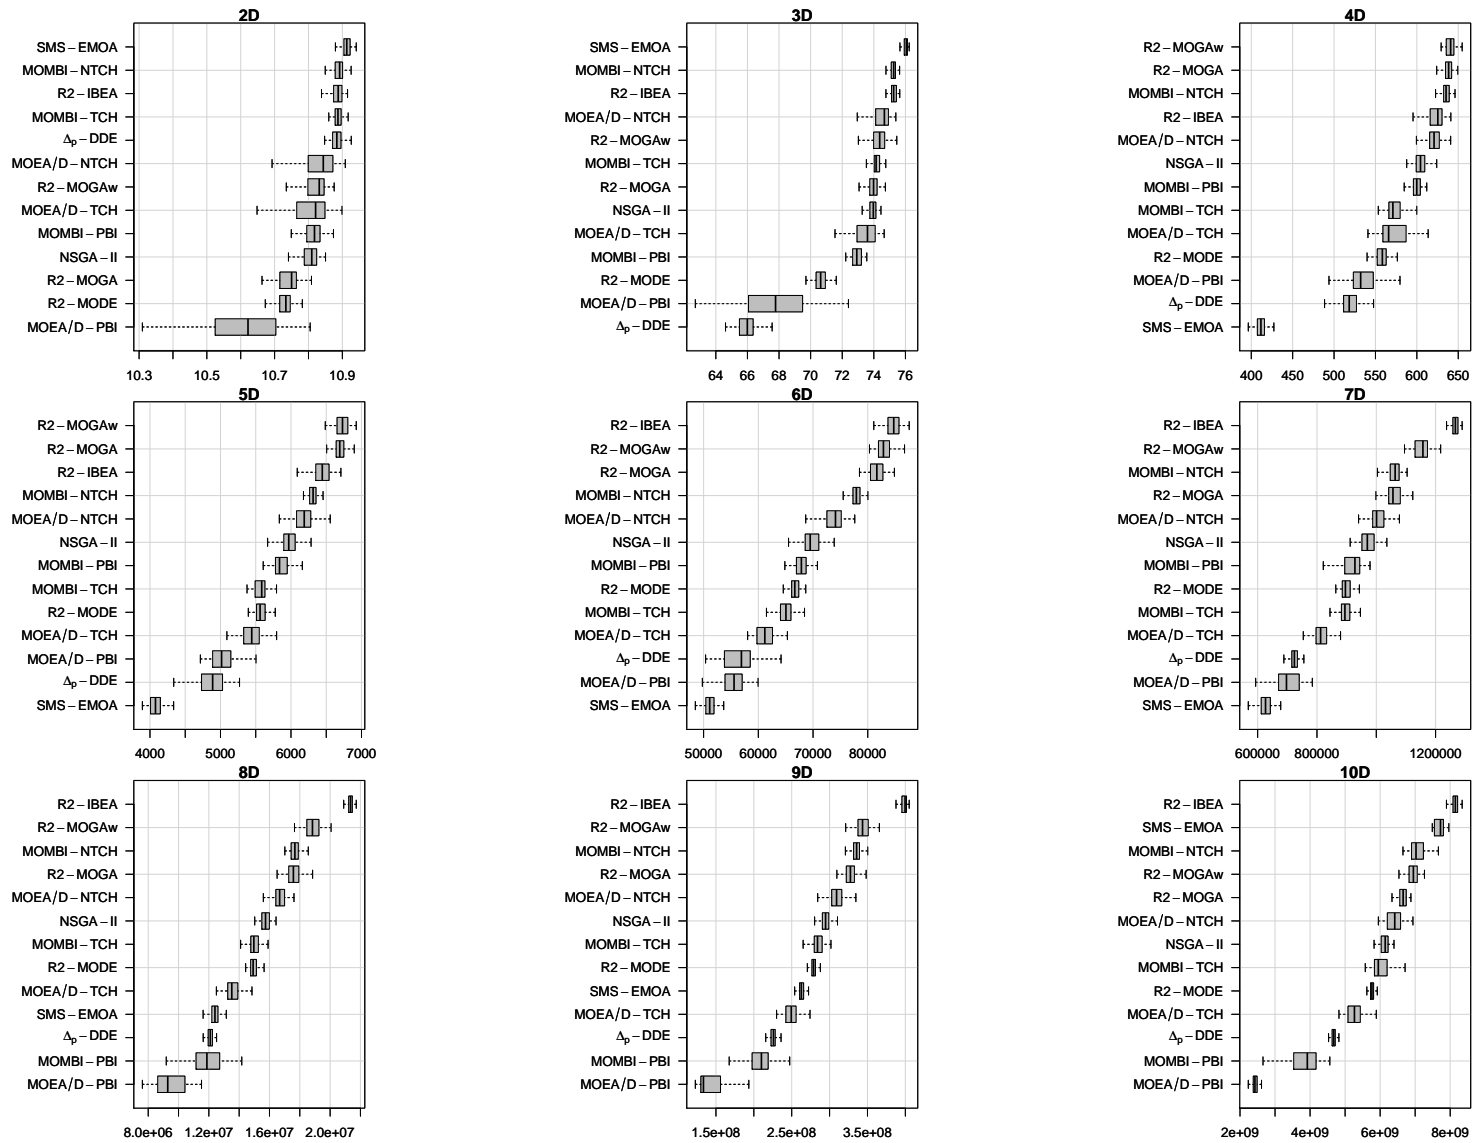 2D
SMS−EMOA
MOMBI−NTCH
R2−IBEA
MOMBI−TCH
Δp−DDE
MOEA/D−NTCH
R2−MOGAw
MOEA/D−TCH
MOMBI−PBI
NSGA−II
R2−MOGA
R2−MODE
MOEA/D−PBI
10.3 10.5 10.7 10.9
3D
SMS−EMOA
MOMBI−NTCH
R2−IBEA
MOEA/D−NTCH
R2−MOGAw
MOMBI−TCH
R2−MOGA
NSGA−II
MOEA/D−TCH
MOMBI−PBI
R2−MODE
MOEA/D−PBI
Δp−DDE
64 66 68 70 72 74 76
4D
R2−MOGAw
R2−MOGA
MOMBI−NTCH
R2−IBEA
MOEA/D−NTCH
NSGA−II
MOMBI−PBI
MOMBI−TCH
MOEA/D−TCH
R2−MODE
MOEA/D−PBI
Δp−DDE
SMS−EMOA
400 450 500 550 600 650
5D
R2−MOGAw
R2−MOGA
R2−IBEA
MOMBI−NTCH
MOEA/D−NTCH
NSGA−II
MOMBI−PBI
MOMBI−TCH
R2−MODE
MOEA/D−TCH
MOEA/D−PBI
Δp−DDE
SMS−EMOA
4000 5000 6000 7000
6D
R2−IBEA
R2−MOGAw
R2−MOGA
MOMBI−NTCH
MOEA/D−NTCH
NSGA−II
MOMBI−PBI
R2−MODE
MOMBI−TCH
MOEA/D−TCH
Δp−DDE
MOEA/D−PBI
SMS−EMOA
50000 60000 70000 80000
7D
R2−IBEA
R2−MOGAw
MOMBI−NTCH
R2−MOGA
MOEA/D−NTCH
NSGA−II
MOMBI−PBI
R2−MODE
MOMBI−TCH
MOEA/D−TCH
Δp−DDE
MOEA/D−PBI
SMS−EMOA
600000 800000 1200000
8D
R2−IBEA
R2−MOGAw
MOMBI−NTCH
R2−MOGA
MOEA/D−NTCH
NSGA−II
MOMBI−TCH
R2−MODE
MOEA/D−TCH
SMS−EMOA
Δp−DDE
MOMBI−PBI
MOEA/D−PBI
8.0e+06 1.2e+07 1.6e+07 2.0e+07
9D
R2−IBEA
R2−MOGAw
MOMBI−NTCH
R2−MOGA
MOEA/D−NTCH
NSGA−II
MOMBI−TCH
R2−MODE
SMS−EMOA
MOEA/D−TCH
Δp−DDE
MOMBI−PBI
MOEA/D−PBI
1.5e+08 2.5e+08 3.5e+08
10D
R2−IBEA
SMS−EMOA
MOMBI−NTCH
R2−MOGAw
R2−MOGA
MOEA/D−NTCH
NSGA−II
MOMBI−TCH
R2−MODE
MOEA/D−TCH
Δp−DDE
MOMBI−PBI
MOEA/D−PBI
2e+09 4e+09 6e+09 8e+09